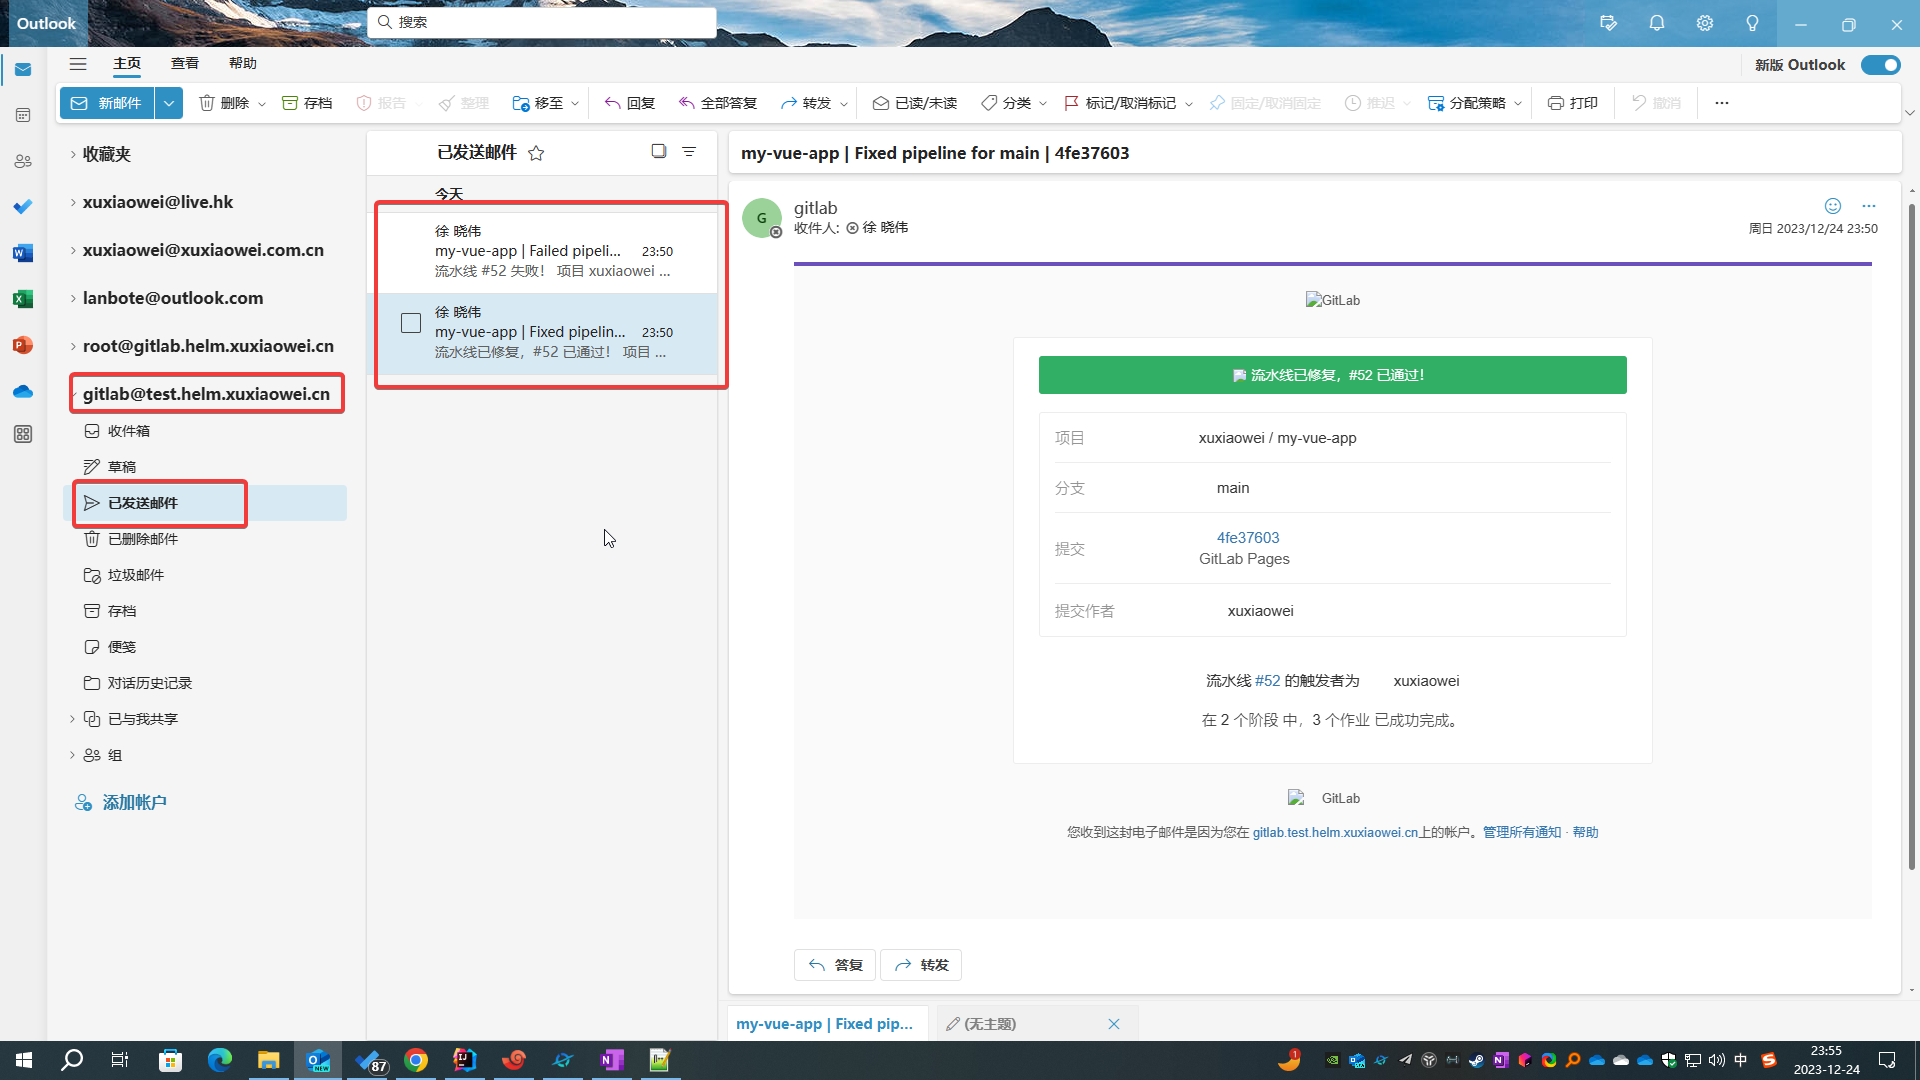 Outlook
搜索
主页 查看 帮助
新版 Outlook
新邮件 删除 存档 报告 整理 移至 回复 全部答复 转发 已读/未读 分类 标记/取消标记 固定/取消固定 推迟 分配策略 打印 撤消
收藏夹
xuxiaowei@live.hk
xuxiaowei@xuxiaowei.com.cn
lanbote@outlook.com
root@gitlab.helm.xuxiaowei.cn
gitlab@test.helm.xuxiaowei.cn
收件箱
草稿
已发送邮件
已删除邮件
垃圾邮件
存档
便笺
对话历史记录
已与我共享
组
添加帐户
已发送邮件
今天
徐 晓伟
my-vue-app | Failed pipeli... 23:50
流水线 #52 失败！ 项目 xuxiaowei ...
徐 晓伟
my-vue-app | Fixed pipelin... 23:50
流水线已修复，#52 已通过！ 项目 ...
my-vue-app | Fixed pipeline for main | 4fe37603
G
gitlab
收件人: 徐 晓伟
周日 2023/12/24 23:50
GitLab
流水线已修复，#52 已通过！
项目 xuxiaowei / my-vue-app
分支 main
提交 4fe37603
GitLab Pages
提交作者 xuxiaowei
流水线 #52 的触发者为 xuxiaowei
在 2 个阶段 中，3 个作业 已成功完成。
GitLab
您收到这封电子邮件是因为您在 gitlab.test.helm.xuxiaowei.cn上的帐户。管理所有通知 · 帮助
答复 转发
my-vue-app | Fixed pip...
(无主题)
87
1
中
23:55
2023-12-24